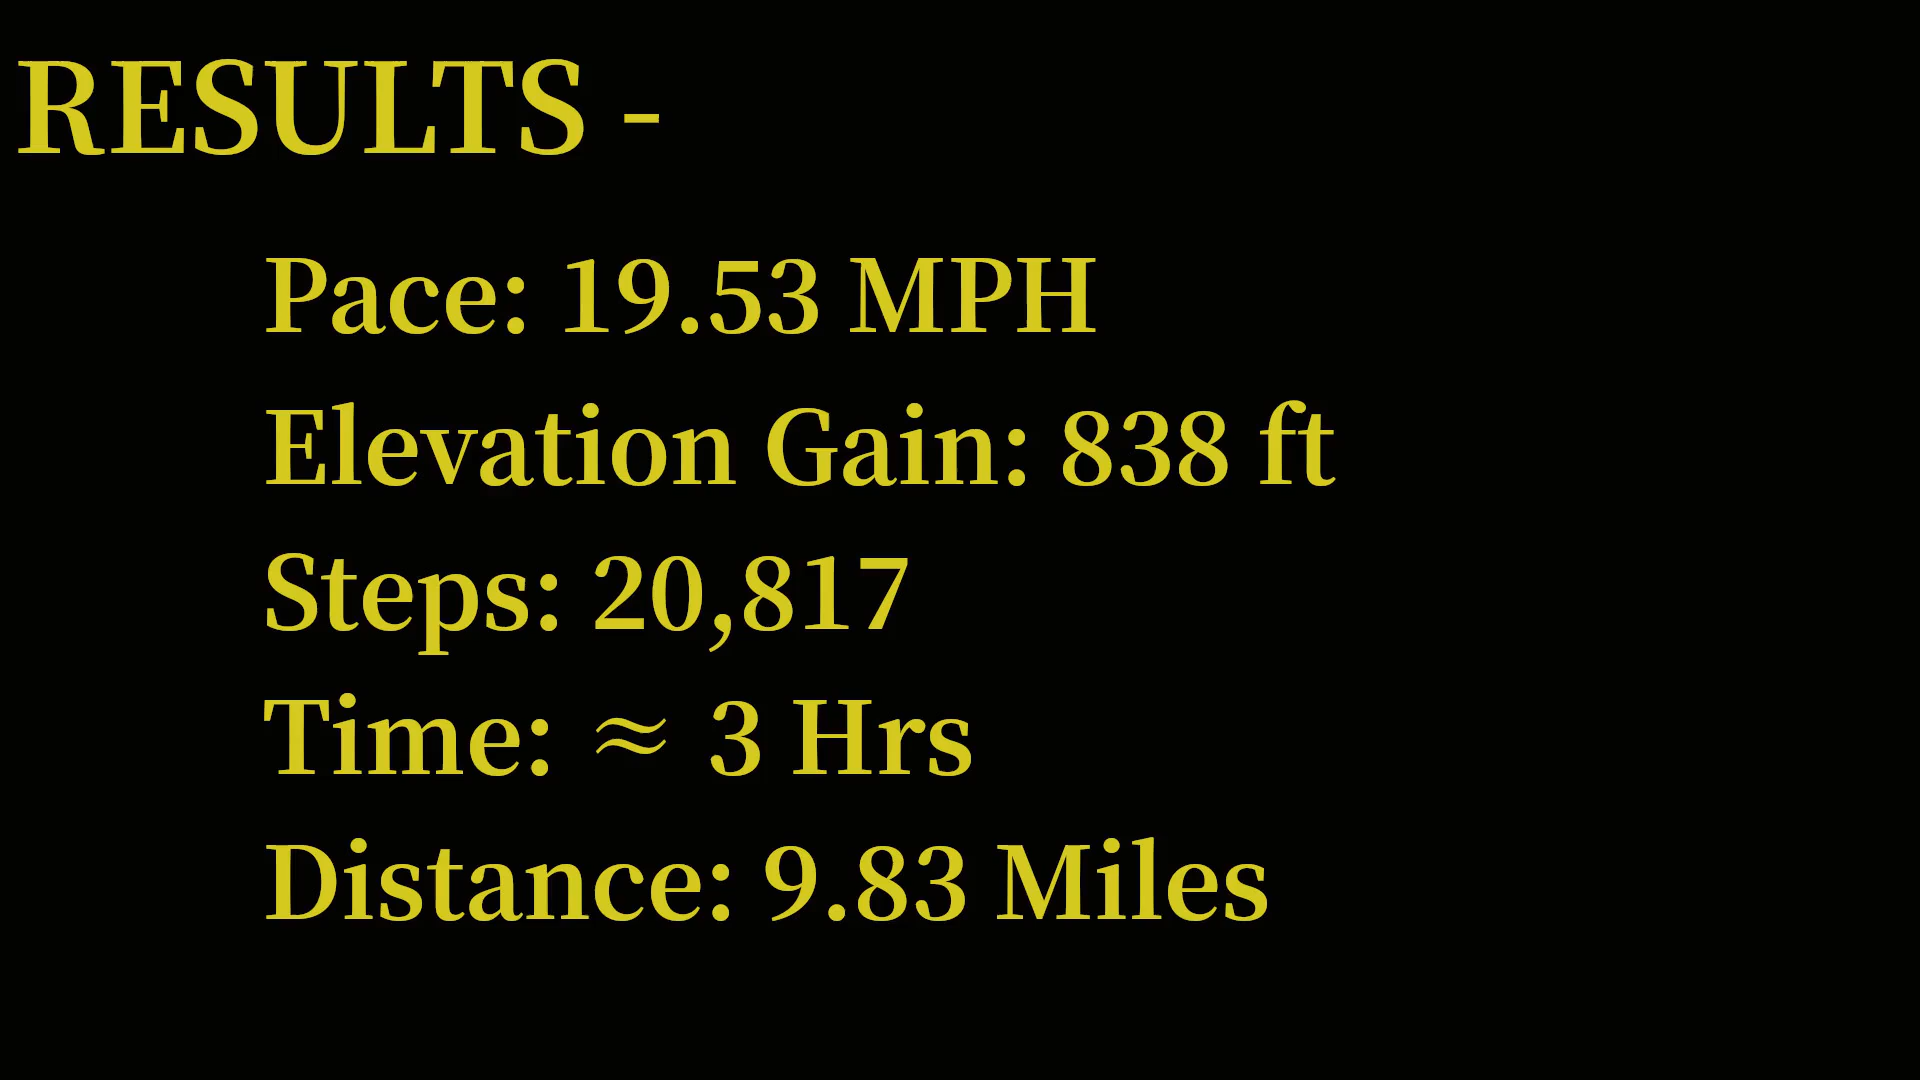 RESULTS -
Pace: 19.53 MPH
Elevation Gain: 838 ft
Steps: 20,817
Time: ≈ 3 Hrs
Distance: 9.83 Miles